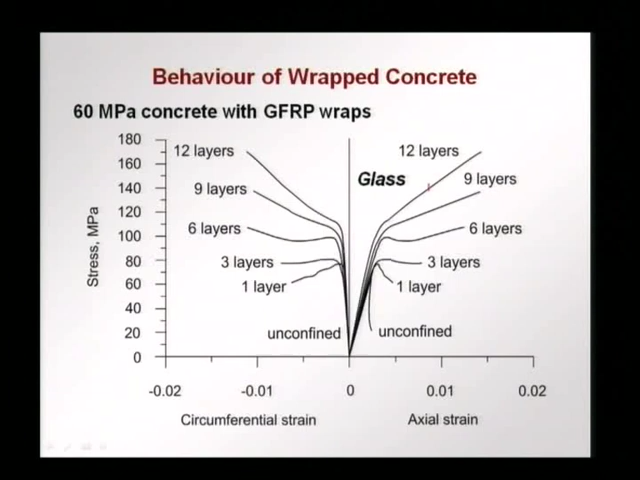 Behaviour of Wrapped Concrete
60 MPa concrete with GFRP wraps
180
160
140
120
100
80
60
40
20
0
Stress, MPa
12 layers
9 layers
6 layers
3 layers
1 layer
unconfined
Glass
12 layers
9 layers
6 layers
3 layers
1 layer
unconfined
-0.02 -0.01 0 0.01 0.02
Circumferential strain Axial strain